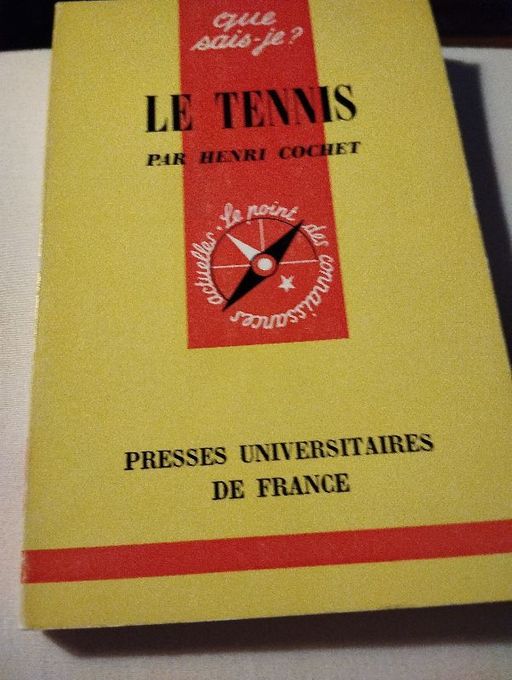 que
sais-je?
LE TENNIS
PAR HENRI COCHET
Le point des connaissances actuelles.
PRESSES UNIVERSITAIRES
DE FRANCE